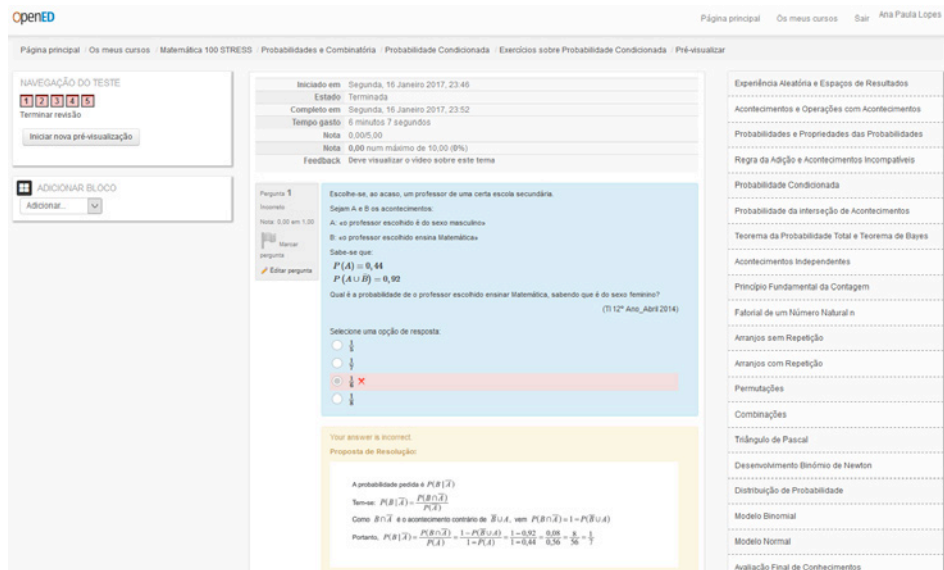 OpenED
Página principal Os meus cursos Sair Ana Paula Lopes
Página principal / Os meus cursos / Matemática 100 STRESS / Probabilidades e Combinatória / Probabilidade Condicionada / Exercícios sobre Probabilidade Condicionada / Pré-visualizar
NAVEGAÇÃO DO TESTE
1 2 3 4 5
Terminar revisão
Iniciar nova pré-visualização
ADICIONAR BLOCO
Adicionar...
Iniciado em Segunda, 16 Janeiro 2017, 23:46
Estado Terminada
Completo em Segunda, 16 Janeiro 2017, 23:52
Tempo gasto 6 minutos 7 segundos
Nota 0,00/5,00
Nota 0,00 num máximo de 10,00 (0%)
Feedback Deve visualizar o vídeo sobre este tema
Pergunta 1
Incorreto
Nota: 0,00 em 1,00
Marcar
pergunta
Editar pergunta
Escolhe-se, ao acaso, um professor de uma certa escola secundária.
Sejam A e B os acontecimentos:
A: «o professor escolhido é do sexo masculino»
B: «o professor escolhido ensina Matemática»
Sabe-se que:
P(A) = 0,44
P(A ∪ B̅) = 0,92
Qual é a probabilidade de o professor escolhido ensinar Matemática, sabendo que é do sexo feminino?
(TI 12º Ano_Abril 2014)
Selecione uma opção de resposta:
1/7
Your answer is incorrect.
Proposta de Resolução:
A probabilidade pedida é P(B | A̅)
Tem-se: P(B | A̅) = P(B ∩ A̅) / P(A̅)
Como B ∩ A̅ é o acontecimento contrário de B̅ ∪ A, vem P(B ∩ A̅) = 1 − P(B̅ ∪ A)
Portanto, P(B | A̅) = P(B ∩ A̅) / P(A̅) = 1 − P(B̅ ∪ A) / 1 − P(A) = 1 − 0,92 / 1 − 0,44 = 0,08 / 0,56 = 8 / 56 = 1 / 7
Experiência Aleatória e Espaços de Resultados
Acontecimentos e Operações com Acontecimentos
Probabilidades e Propriedades das Probabilidades
Regra da Adição e Acontecimentos Incompatíveis
Probabilidade Condicionada
Probabilidade da interseção de Acontecimentos
Teorema da Probabilidade Total e Teorema de Bayes
Acontecimentos Independentes
Princípio Fundamental da Contagem
Fatorial de um Número Natural n
Arranjos sem Repetição
Arranjos com Repetição
Permutações
Combinações
Triângulo de Pascal
Desenvolvimento Binómio de Newton
Distribuição de Probabilidade
Modelo Binomial
Modelo Normal
Avaliação Final de Conhecimentos